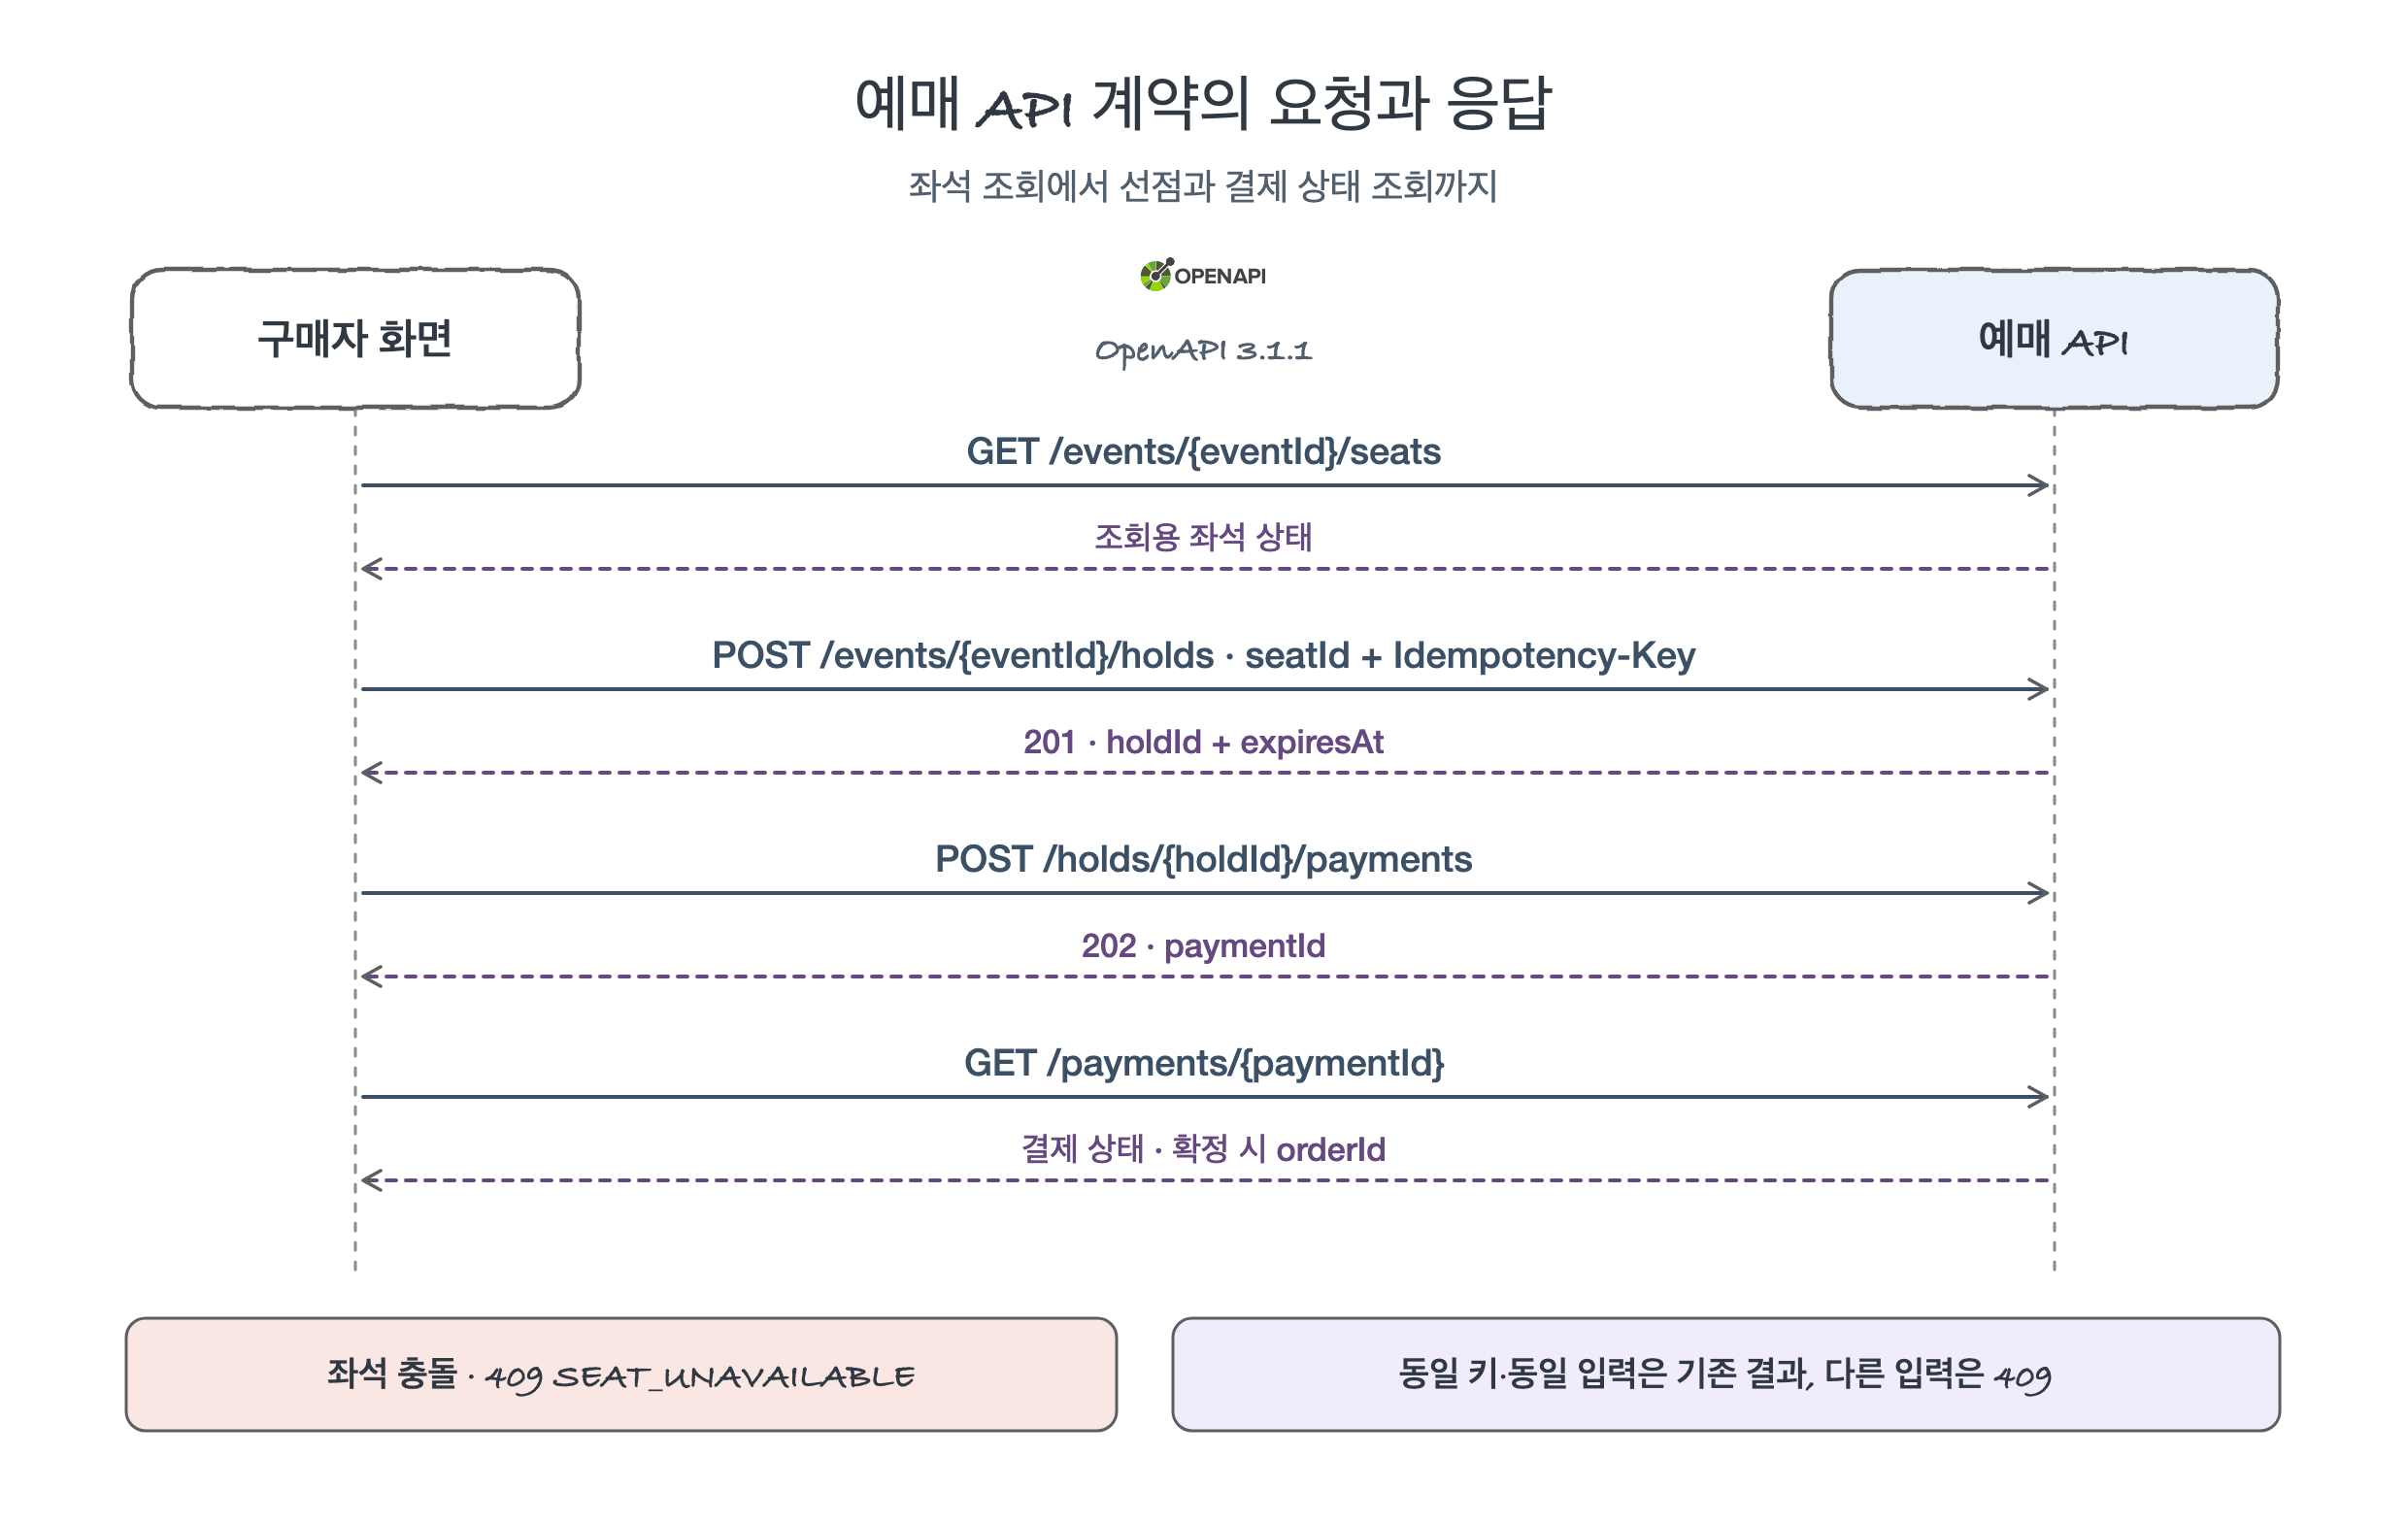 예매 API 계약의 요청과 응답
좌석 조회에서 선점과 결제 상태 조회까지
OPENAPI
구매자 화면
OpenAPI 3.1.1
예매 API
GET /events/{eventId}/seats
조회용 좌석 상태
POST /events/{eventId}/holds · seatId + Idempotency-Key
201 · holdId + expiresAt
POST /holds/{holdId}/payments
202 · paymentId
GET /payments/{paymentId}
결제 상태 · 확정 시 orderId
좌석 충돌 · 409 SEAT_UNAVAILABLE
동일 키·동일 입력은 기존 결과, 다른 입력은 409